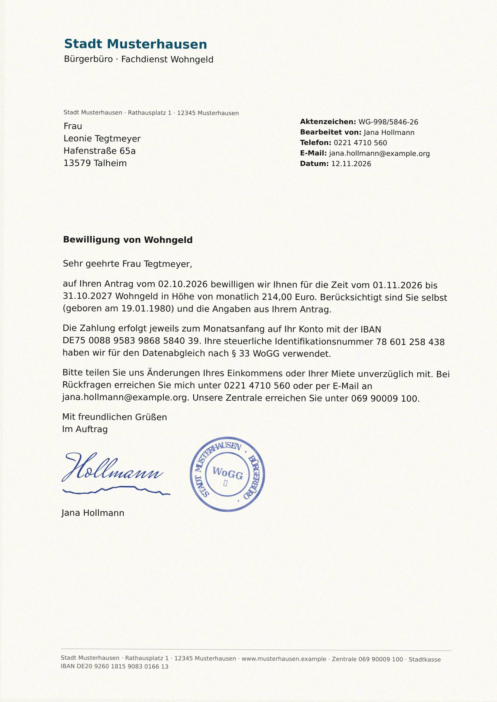 Stadt Musterhausen
Bürgerbüro · Fachdienst Wohngeld
Stadt Musterhausen · Rathausplatz 1 · 12345 Musterhausen
Frau
Leonie Tegtmeyer
Hafenstraße 65a
13579 Talheim
Aktenzeichen: WG-998/5846-26
Bearbeitet von: Jana Hollmann
Telefon: 0221 4710 560
E-Mail: jana.hollmann@example.org
Datum: 12.11.2026
Bewilligung von Wohngeld
Sehr geehrte Frau Tegtmeyer,
auf Ihren Antrag vom 02.10.2026 bewilligen wir Ihnen für die Zeit vom 01.11.2026 bis
31.10.2027 Wohngeld in Höhe von monatlich 214,00 Euro. Berücksichtigt sind Sie selbst
(geboren am 19.01.1980) und die Angaben aus Ihrem Antrag.
Die Zahlung erfolgt jeweils zum Monatsanfang auf Ihr Konto mit der IBAN
DE75 0088 9583 9868 5840 39. Ihre steuerliche Identifikationsnummer 78 601 258 438
haben wir für den Datenabgleich nach § 33 WoGG verwendet.
Bitte teilen Sie uns Änderungen Ihres Einkommens oder Ihrer Miete unverzüglich mit. Bei
Rückfragen erreichen Sie mich unter 0221 4710 560 oder per E-Mail an
jana.hollmann@example.org. Unsere Zentrale erreichen Sie unter 069 90009 100.
Mit freundlichen Grüßen
Im Auftrag
Hollmann
STADT MUSTERHAUSEN · BÜRGERBÜRO ·
WoGG
Jana Hollmann
Stadt Musterhausen · Rathausplatz 1 · 12345 Musterhausen · www.musterhausen.example · Zentrale 069 90009 100 · Stadtkasse
IBAN DE20 9260 1815 9083 0166 13